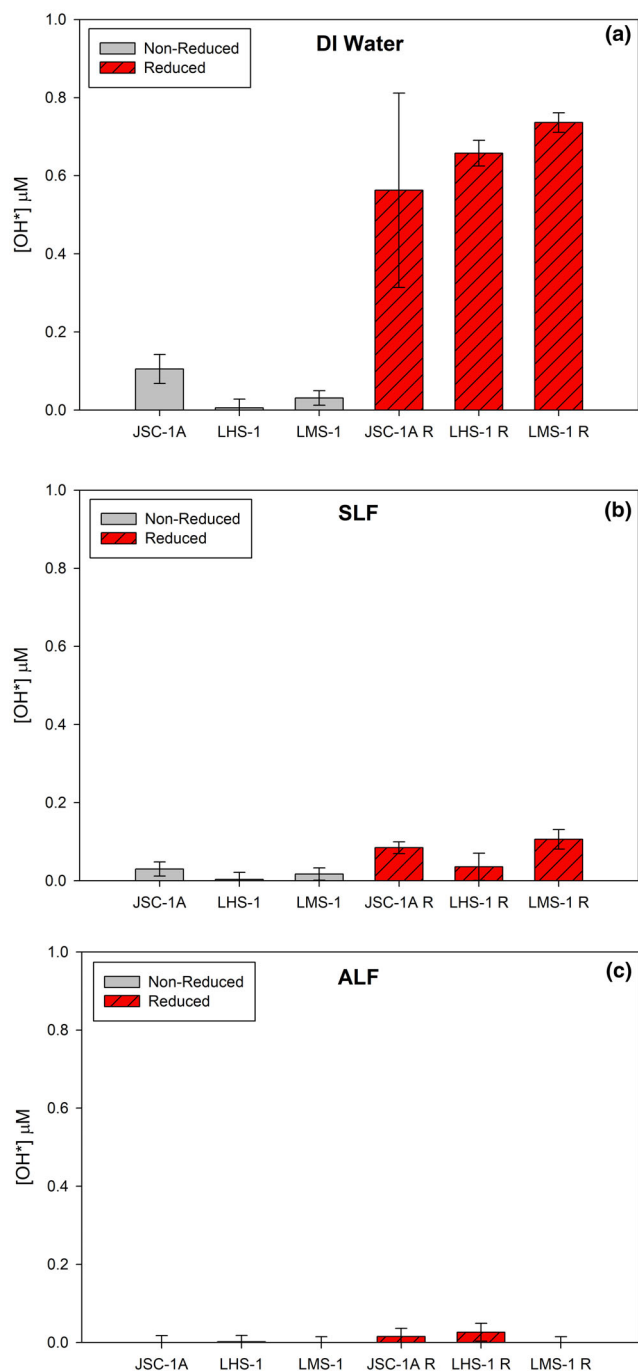 (a)
DI Water
Non-Reduced
Reduced
[OH*] μM
1.0
0.8
0.6
0.4
0.2
0.0
JSC-1A LHS-1 LMS-1 JSC-1A R LHS-1 R LMS-1 R
(b)
SLF
Non-Reduced
Reduced
[OH*] μM
1.0
0.8
0.6
0.4
0.2
0.0
JSC-1A LHS-1 LMS-1 JSC-1A R LHS-1 R LMS-1 R
(c)
ALF
Non-Reduced
Reduced
[OH*] μM
1.0
0.8
0.6
0.4
0.2
0.0
JSC-1A LHS-1 LMS-1 JSC-1A R LHS-1 R LMS-1 R